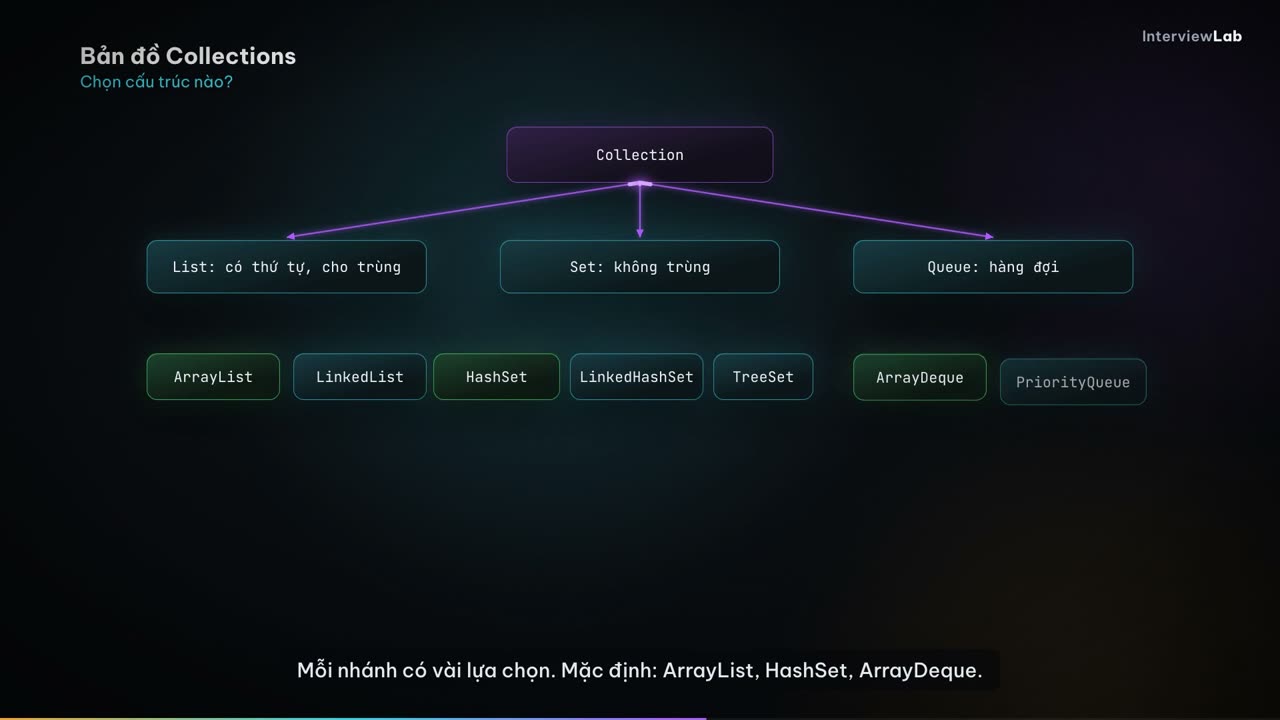 InterviewLab
Bản đồ Collections
Chọn cấu trúc nào?
Collection
List: có thứ tự, cho trùng
Set: không trùng
Queue: hàng đợi
ArrayList
LinkedList
HashSet
LinkedHashSet
TreeSet
ArrayDeque
PriorityQueue
Mỗi nhánh có vài lựa chọn. Mặc định: ArrayList, HashSet, ArrayDeque.